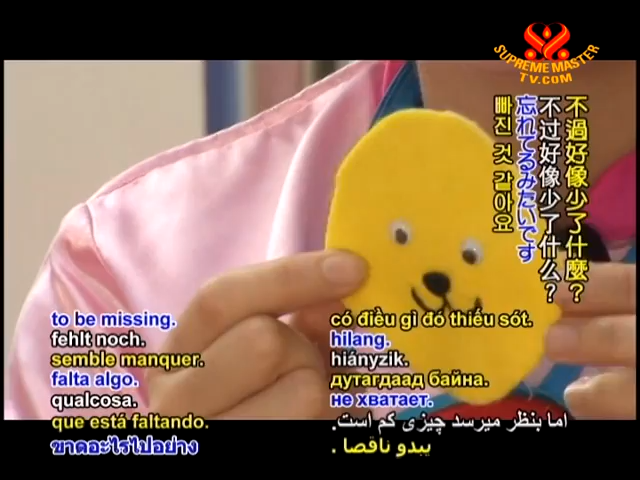 SUPREME MASTER
TV.COM
不過好像少了什麼?
不过好像少了什么?
忘れてるみたいです
빠진 것 같아요
to be missing.
fehlt noch.
semble manquer.
falta algo.
qualcosa.
que está faltando.
ขาดอะไรไปอย่าง
có điều gì đó thiếu sót.
hilang.
hiányzik.
дутагдаад байна.
не хватает.
اما بنظر میرسد چیزی کم است.
يبدو ناقصا .